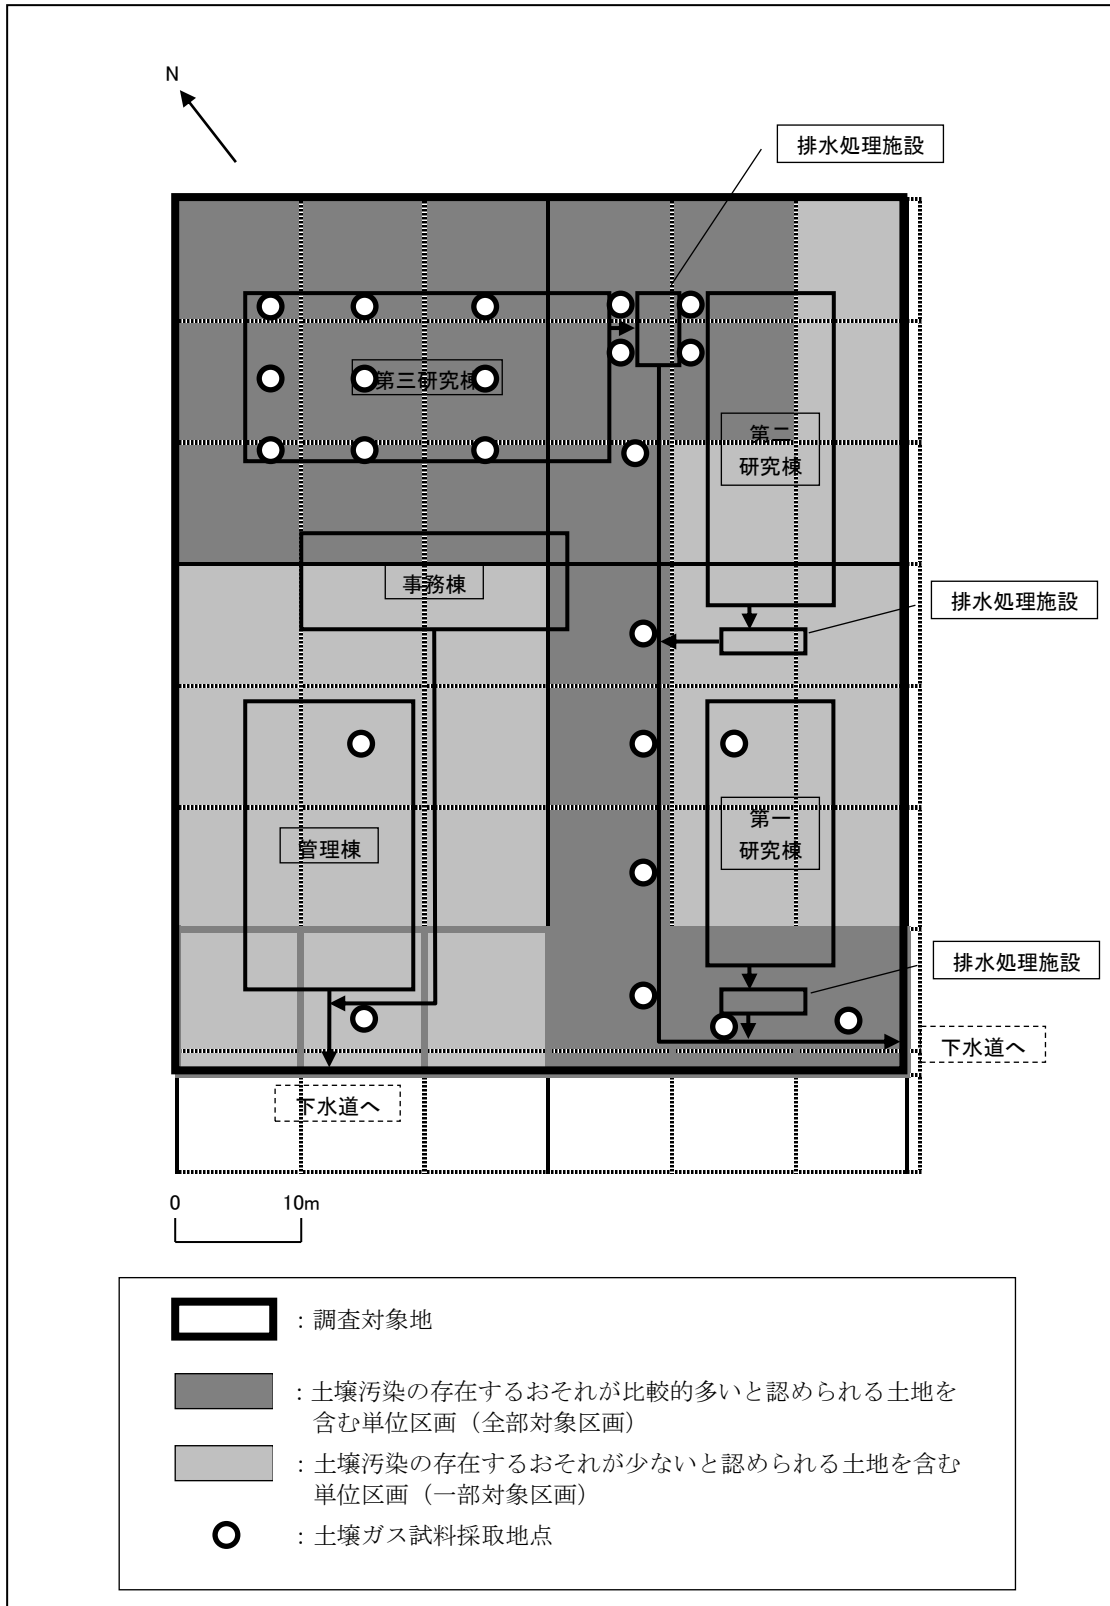 N
排水処理施設
第三研究棟
第二
研究棟
事務棟
排水処理施設
管理棟
第一
研究棟
排水処理施設
下水道へ
下水道へ
0 10m
：調査対象地
：土壌汚染の存在するおそれが比較的多いと認められる土地を
含む単位区画（全部対象区画）
：土壌汚染の存在するおそれが少ないと認められる土地を含む
単位区画（一部対象区画）
：土壌ガス試料採取地点